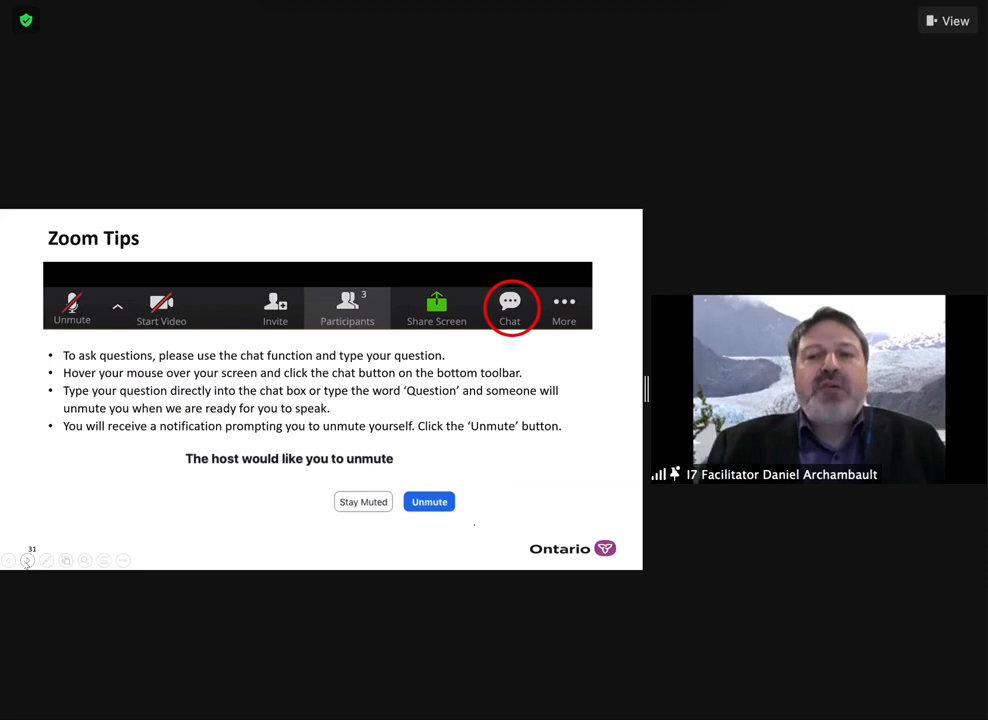 View
Zoom Tips
3
Unmute
Start Video
Invite
Participants
Share Screen
Chat
More
• To ask questions, please use the chat function and type your question.
• Hover your mouse over your screen and click the chat button on the bottom toolbar.
• Type your question directly into the chat box or type the word ‘Question’ and someone will
unmute you when we are ready for you to speak.
• You will receive a notification prompting you to unmute yourself. Click the ‘Unmute’ button.
The host would like you to unmute
Stay Muted
Unmute
31
Ontario
I7 Facilitator Daniel Archambault